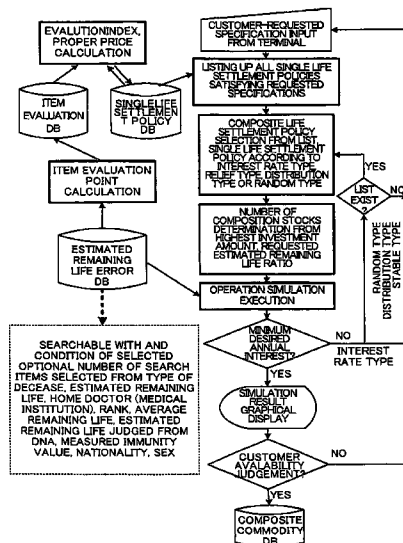 EVALUTIONINDEX,
PROPER PRICE
CALCULATION
CUSTOMER-REQUESTED
SPECIFICATION INPUT
FROM TERMINAL
LISTING UP ALL SINGLE LIFE
SETTLEMENT POLICIES
SATISFYING REQUESTED
SPECIFICATIONS
ITEM
EVALUATION
DB
SINGLELIFE
SETTLEMEN
T POLICY
DB
COMPOSITE LIFE
SETTLEMENT POLICY
SELECTION FROM LIST,
SINGLE LIFE SETTLEMENT
POLICY ACCORDING TO
INTEREST RATE TYPE,
RELIEF TYPE, DISTRIBUTION
TYPE OR RANDOM TYPE
YES
LIST
EXIST
?
NO
ITEM EVALUATION
POINT
CALCULATION
NUMBER OF
COMPOSITION STOCKS
DETERMINATION FROM
HIGHEST INVESTMENT
AMOUNT, REQUESTED
ESTIMATED REMAINING
LIFE RATIO
RANDOM TYPE
DISTRIBUTION TYPE
STABLE TYPE
ESTIMATED
REMAINING
LIFE ERROR
DB
OPERATION SIMULATION
EXECUTION
MINIMUM
DESIRED
ANNUAL
INTEREST?
NO
INTEREST
RATE TYPE
YES
SEARCHABLE WITH AND
CONDITION OF SELECTED
OPTIONAL NUMBER OF SEARCH
ITEMS SELECTED FROM TYPE OF
DECEASE, ESTIMATED REMAINING
LIFE, HOME DOCTOR (MEDICAL
INSTITUTION), RANK, AVERAGE
REMAINING LIFE, ESTIMATED
REMAINING LIFE JUDGED FROM
DNA, MEASURED IMMUNITY
VALUE, NATIONALITY, SEX
SIMULATION
RESULT
GRAPHICAL
DISPLAY
CUSTOMER
AVALABILITY
JUDGEMENT?
NO
YES
COMPOSITE
COMMODITY
DB